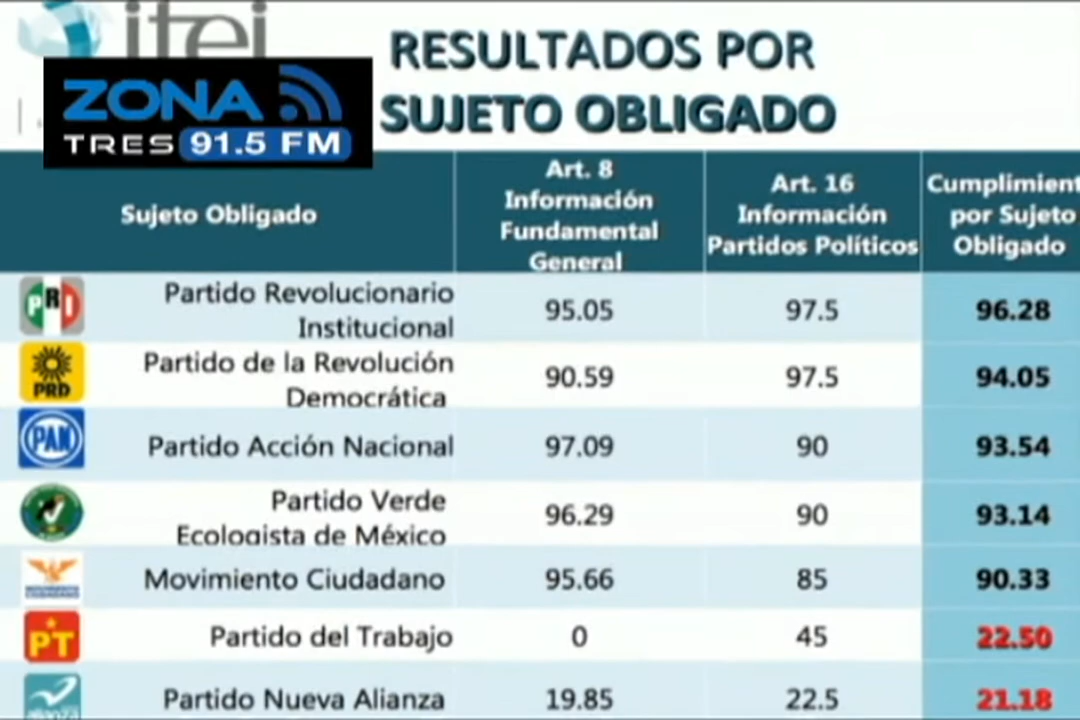 itei
RESULTADOS POR
SUJETO OBLIGADO
ZONA
TRES 91.5 FM
Sujeto Obligado
Art. 8
Información
Fundamental
General
Art. 16
Información
Partidos Políticos
Cumplimient
por Sujeto
Obligado
PRI
Partido Revolucionario
Institucional
95.05
97.5
96.28
PRD
Partido de la Revolución
Democrática
90.59
97.5
94.05
PAN
Partido Acción Nacional
97.09
90
93.54
Partido Verde
Ecologista de México
96.29
90
93.14
MOVIMIENTO
CIUDADANO
Movimiento Ciudadano
95.66
85
90.33
PT
Partido del Trabajo
0
45
22.50
alianza
Partido Nueva Alianza
19.85
22.5
21.18